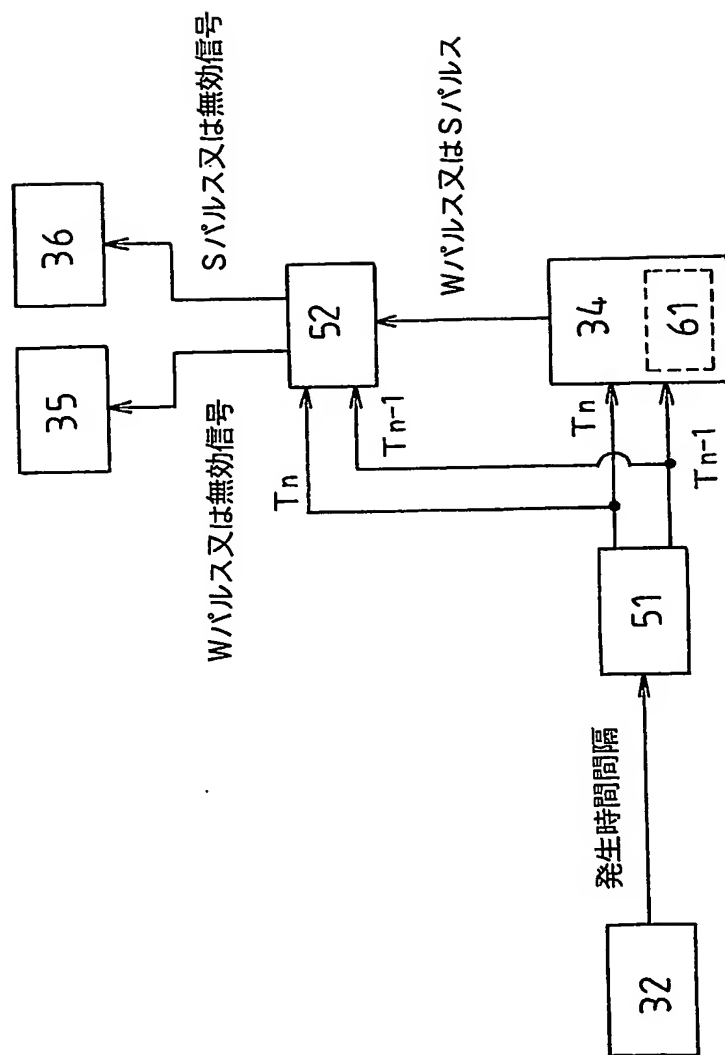 36
Sパルス又は無効信号
35
Wパルス又は無効信号
52
Wパルス又はSパルス
Tn
Tn-1
34
61
Tn
Tn-1
51
発生時間間隔
32